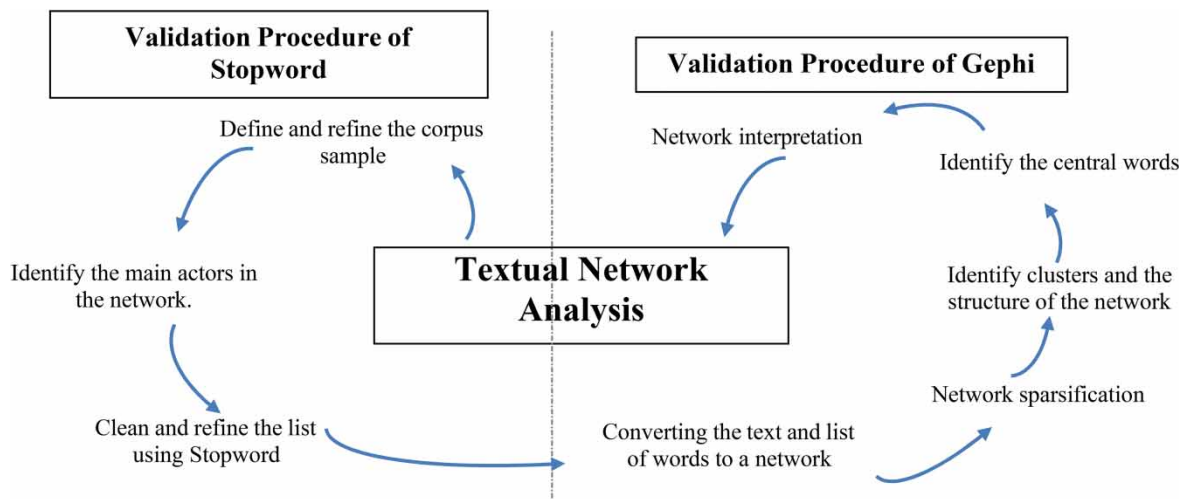 Validation Procedure of
Stopword
Validation Procedure of Gephi
Define and refine the corpus
sample
Network interpretation
Identify the central words
Identify the main actors in
the network.
Textual Network
Analysis
Identify clusters and the
structure of the network
Network sparsification
Clean and refine the list
using Stopword
Converting the text and list
of words to a network